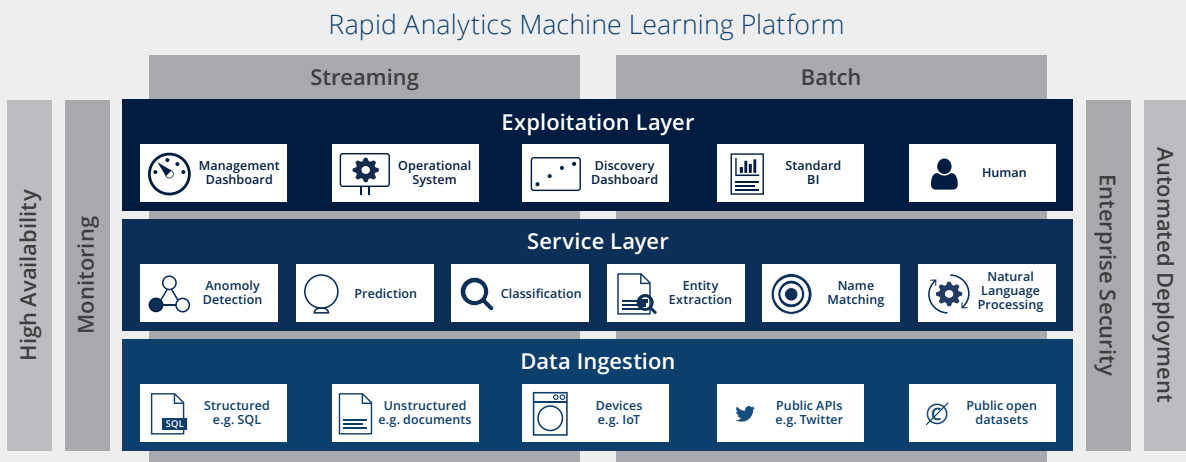 Rapid Analytics Machine Learning Platform
Streaming
Batch
High Availability
Monitoring
Exploitation Layer
Management
Dashboard
Operational
System
Discovery
Dashboard
Standard
BI
Human
Service Layer
Anomoly
Detection
Prediction
Classification
Entity
Extraction
Name
Matching
Natural
Language
Processing
Data Ingestion
SQL
Structured
e.g. SQL
Unstructured
e.g. documents
Devices
e.g. IoT
Public APIs
e.g. Twitter
Public open
datasets
Enterprise Security
Automated Deployment